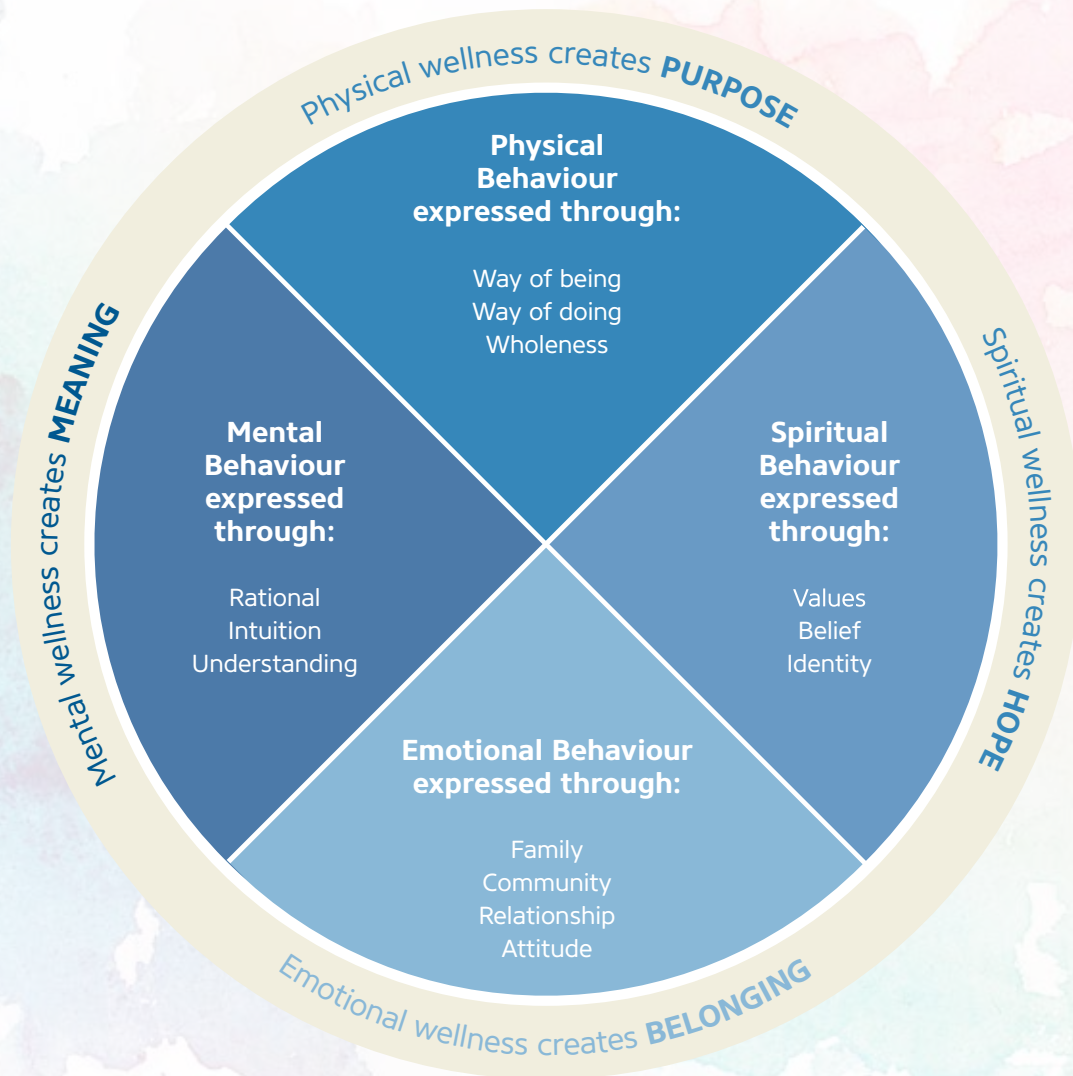 Physical wellness creates PURPOSE
Physical
Behaviour
expressed through:
Way of being
Way of doing
Wholeness
Mental wellness creates MEANING
Mental
Behaviour
expressed
through:
Rational
Intuition
Understanding
Spiritual
Behaviour
expressed
through:
Values
Belief
Identity
Spiritual wellness creates HOPE
Emotional Behaviour
expressed through:
Family
Community
Relationship
Attitude
Emotional wellness creates BELONGING